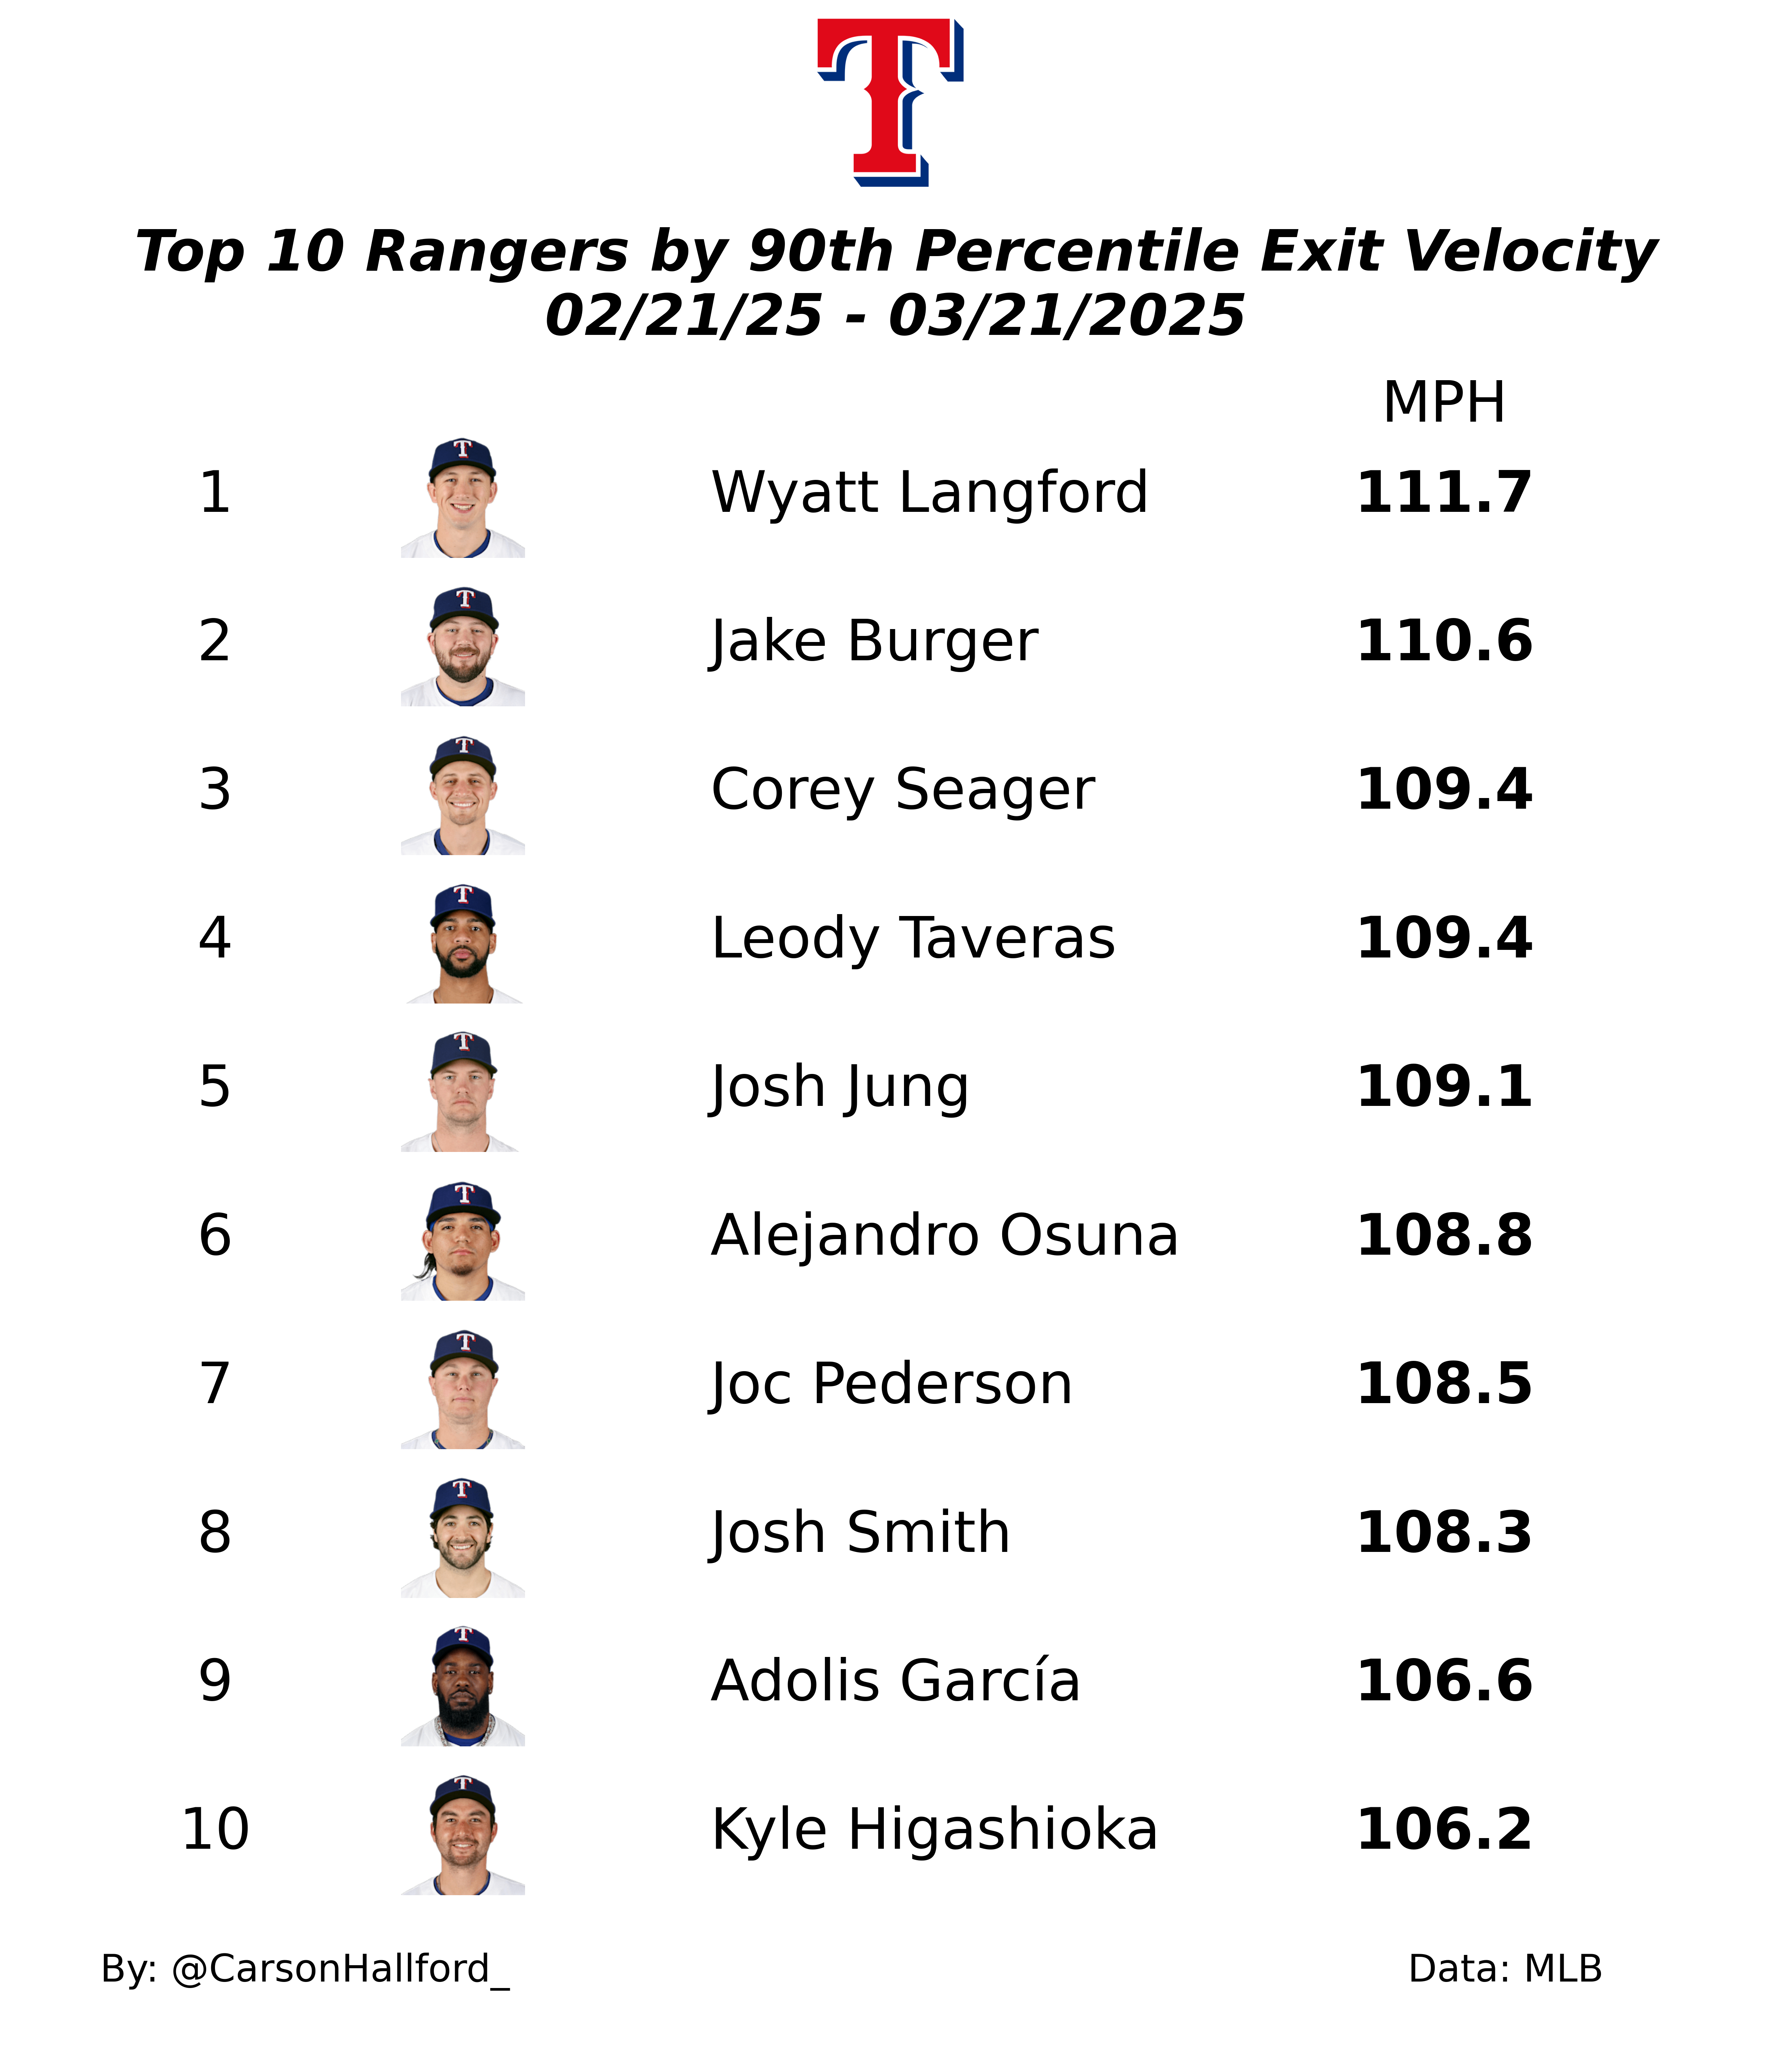 T
Top 10 Rangers by 90th Percentile Exit Velocity
02/21/25 - 03/21/2025
MPH
1 Wyatt Langford 111.7
2 Jake Burger 110.6
3 Corey Seager 109.4
4 Leody Taveras 109.4
5 Josh Jung 109.1
6 Alejandro Osuna 108.8
7 Joc Pederson 108.5
8 Josh Smith 108.3
9 Adolis García 106.6
10 Kyle Higashioka 106.2
By: @CarsonHallford_ Data: MLB